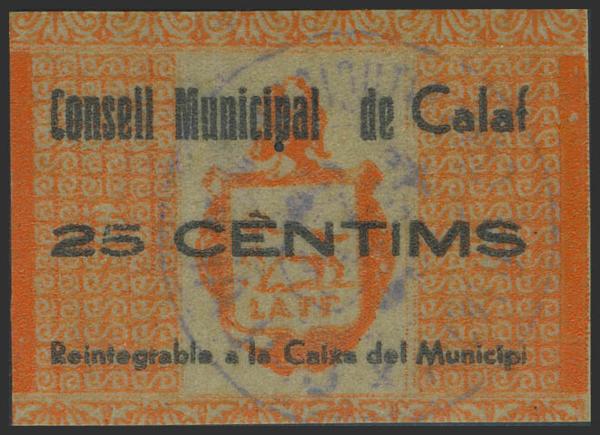 Consell Municipal de Calaf
25 CÈNTIMS
Reintegrable a la Caixa del Municipi